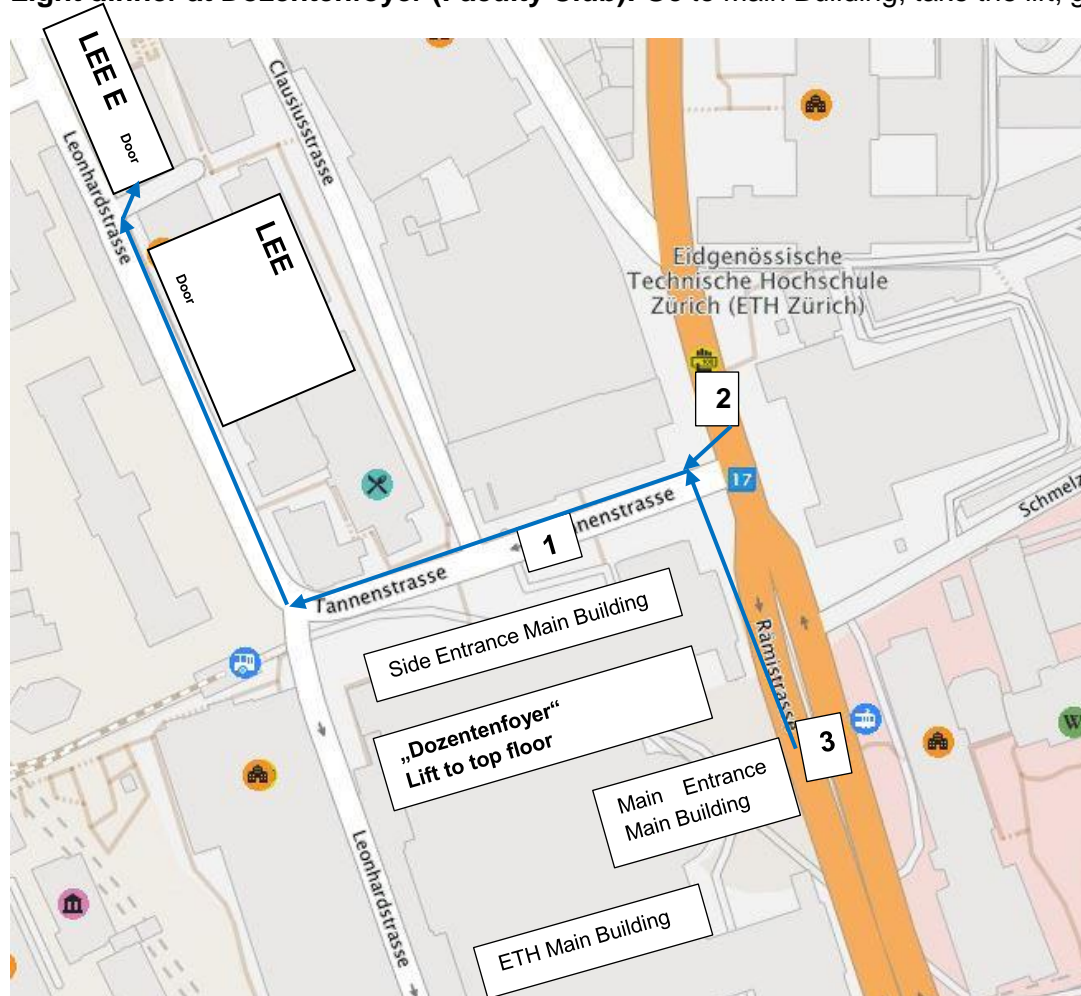 Light dinner at Dozentenfoyer (Faculty Club): Go to main Building, take the lift, g
LEE E
Door
Clausiusstrasse
Leonhardstrasse
LEE
Door
Eidgenössische
Technische Hochschule
Zürich (ETH Zürich)
2
17
Schmelz
nenstrasse
1
Tannenstrasse
Side Entrance Main Building
Rämistrasse
„Dozentenfoyer“
Lift to top floor
3
W
Main Entrance
Main Building
Leonhardstrasse
ETH Main Building